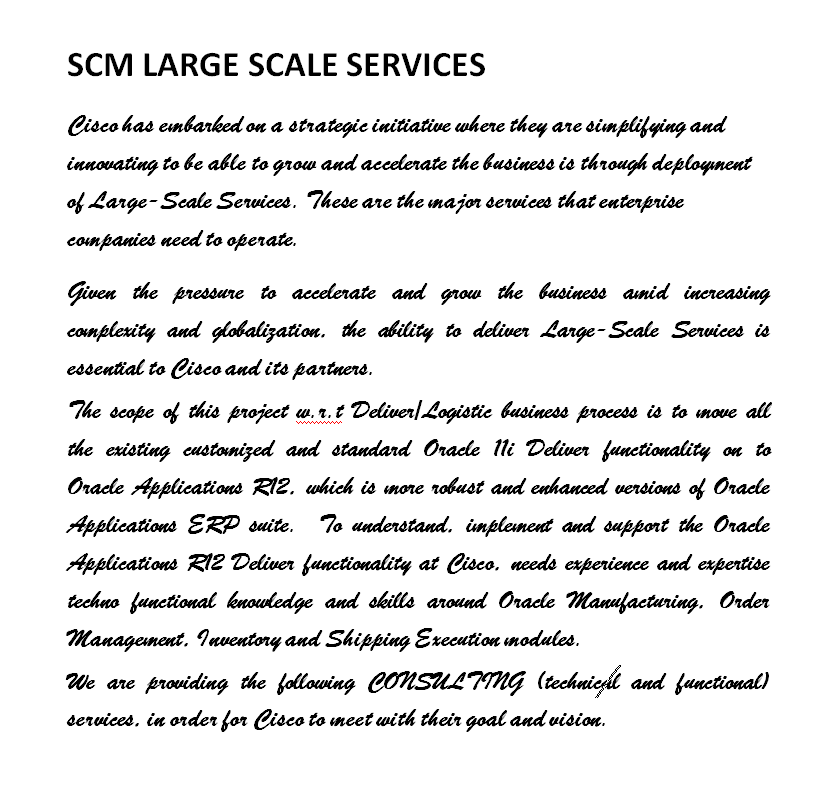 SCM LARGE SCALE SERVICES
Cisco has embarked on a strategic initiative where they are simplifying and
innovating to be able to grow and accelerate the business is through deployment
of Large-Scale Services. These are the major services that enterprise
companies need to operate.
Given the pressure to accelerate and grow the business amid increasing
complexity and globalization, the ability to deliver Large-Scale Services is
essential to Cisco and its partners.
The scope of this project w.r.t Deliver/Logistic business process is to move all
the existing customized and standard Oracle 11i Deliver functionality on to
Oracle Applications R12, which is more robust and enhanced versions of Oracle
Applications ERP suite. To understand, implement and support the Oracle
Applications R12 Deliver functionality at Cisco, needs experience and expertise
techno functional knowledge and skills around Oracle Manufacturing, Order
Management, Inventory and Shipping Execution modules.
We are providing the following CONSULTING (technical and functional)
services, in order for Cisco to meet with their goal and vision.